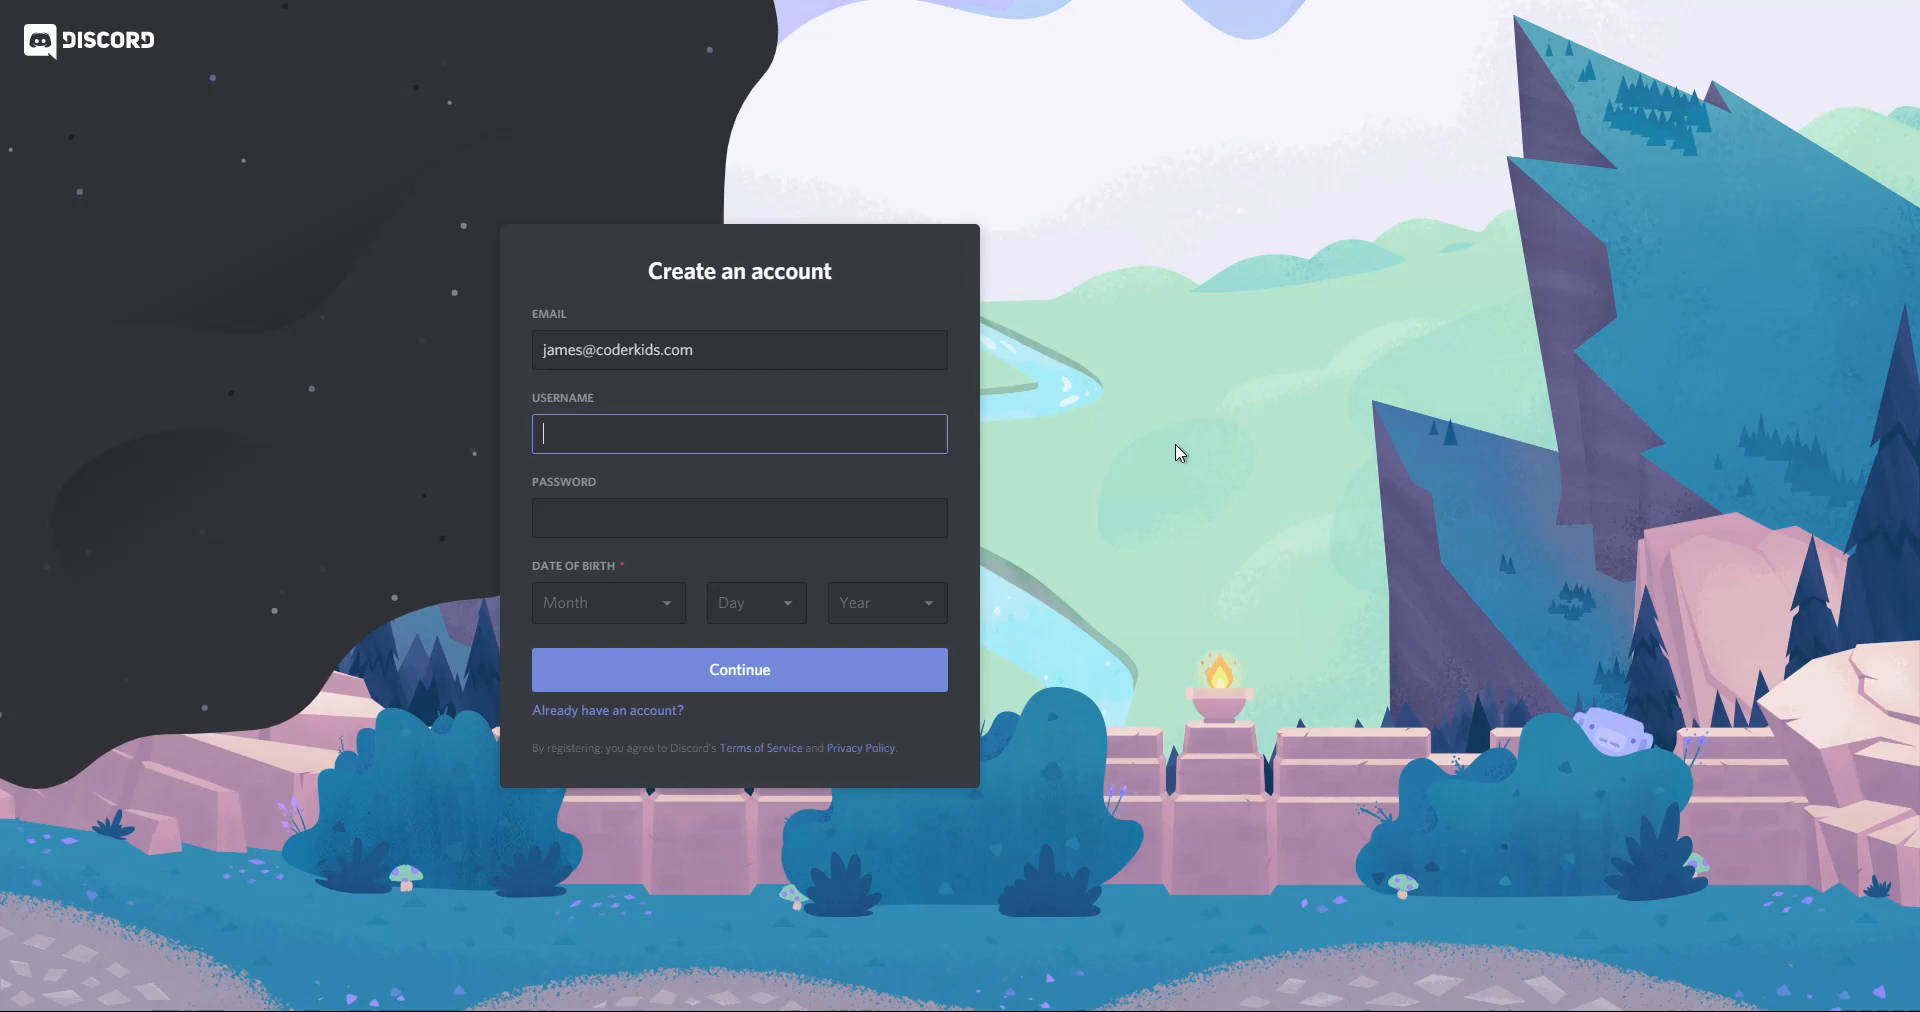 DISCORD
Create an account
EMAIL
james@coderkids.com
USERNAME
PASSWORD
DATE OF BIRTH *
Month Day Year
Continue
Already have an account?
By registering, you agree to Discord's Terms of Service and Privacy Policy.